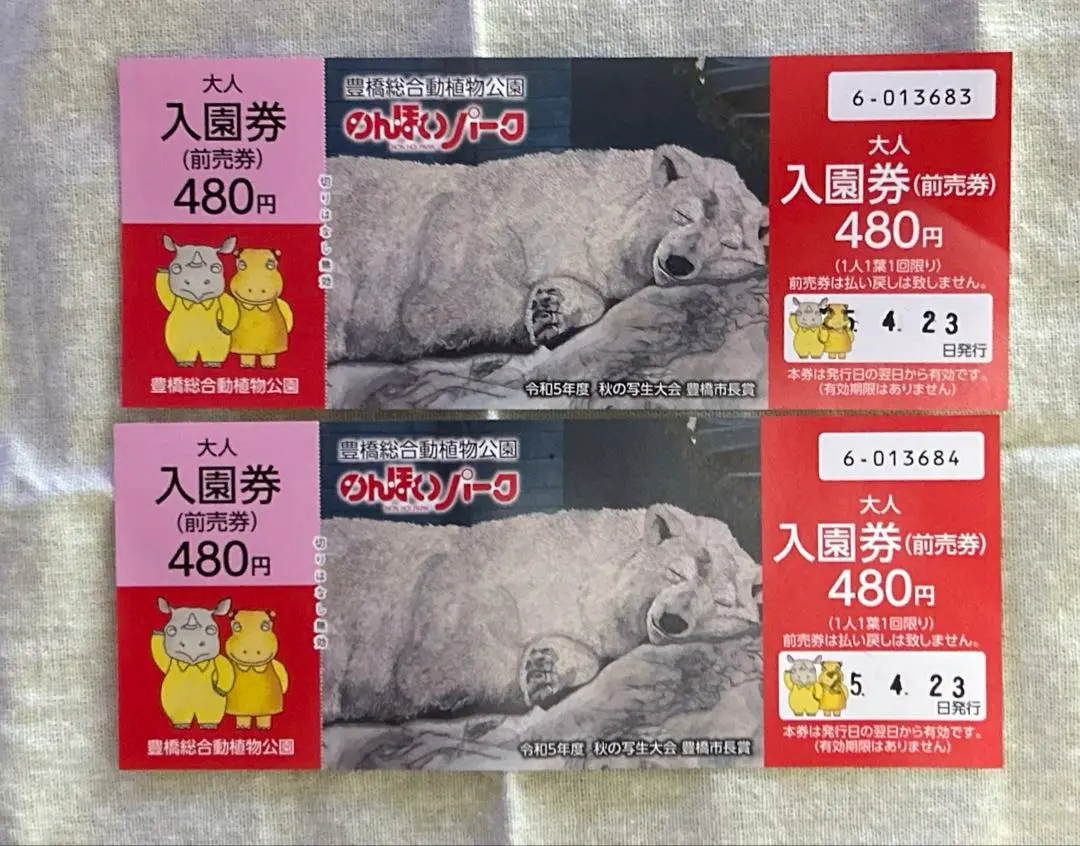 大人
入園券
(前売券)
480円
豊橋総合動植物公園
切りはなし無効
豊橋総合動植物公園
のんほいパーク
NON HOI PARK
令和5年度 秋の写生大会 豊橋市長賞
6-013683
大人
入園券(前売券)
480円
(1人1葉1回限り)
前売券は払い戻しは致しません。
25. 4. 23
日発行
本券は発行日の翌日から有効です。
(有効期限はありません)
大人
入園券
(前売券)
480円
豊橋総合動植物公園
切りはなし無効
豊橋総合動植物公園
のんほいパーク
NON HOI PARK
令和5年度 秋の写生大会 豊橋市長賞
6-013684
大人
入園券(前売券)
480円
(1人1葉1回限り)
前売券は払い戻しは致しません。
25. 4. 23
日発行
本券は発行日の翌日から有効です。
(有効期限はありません)